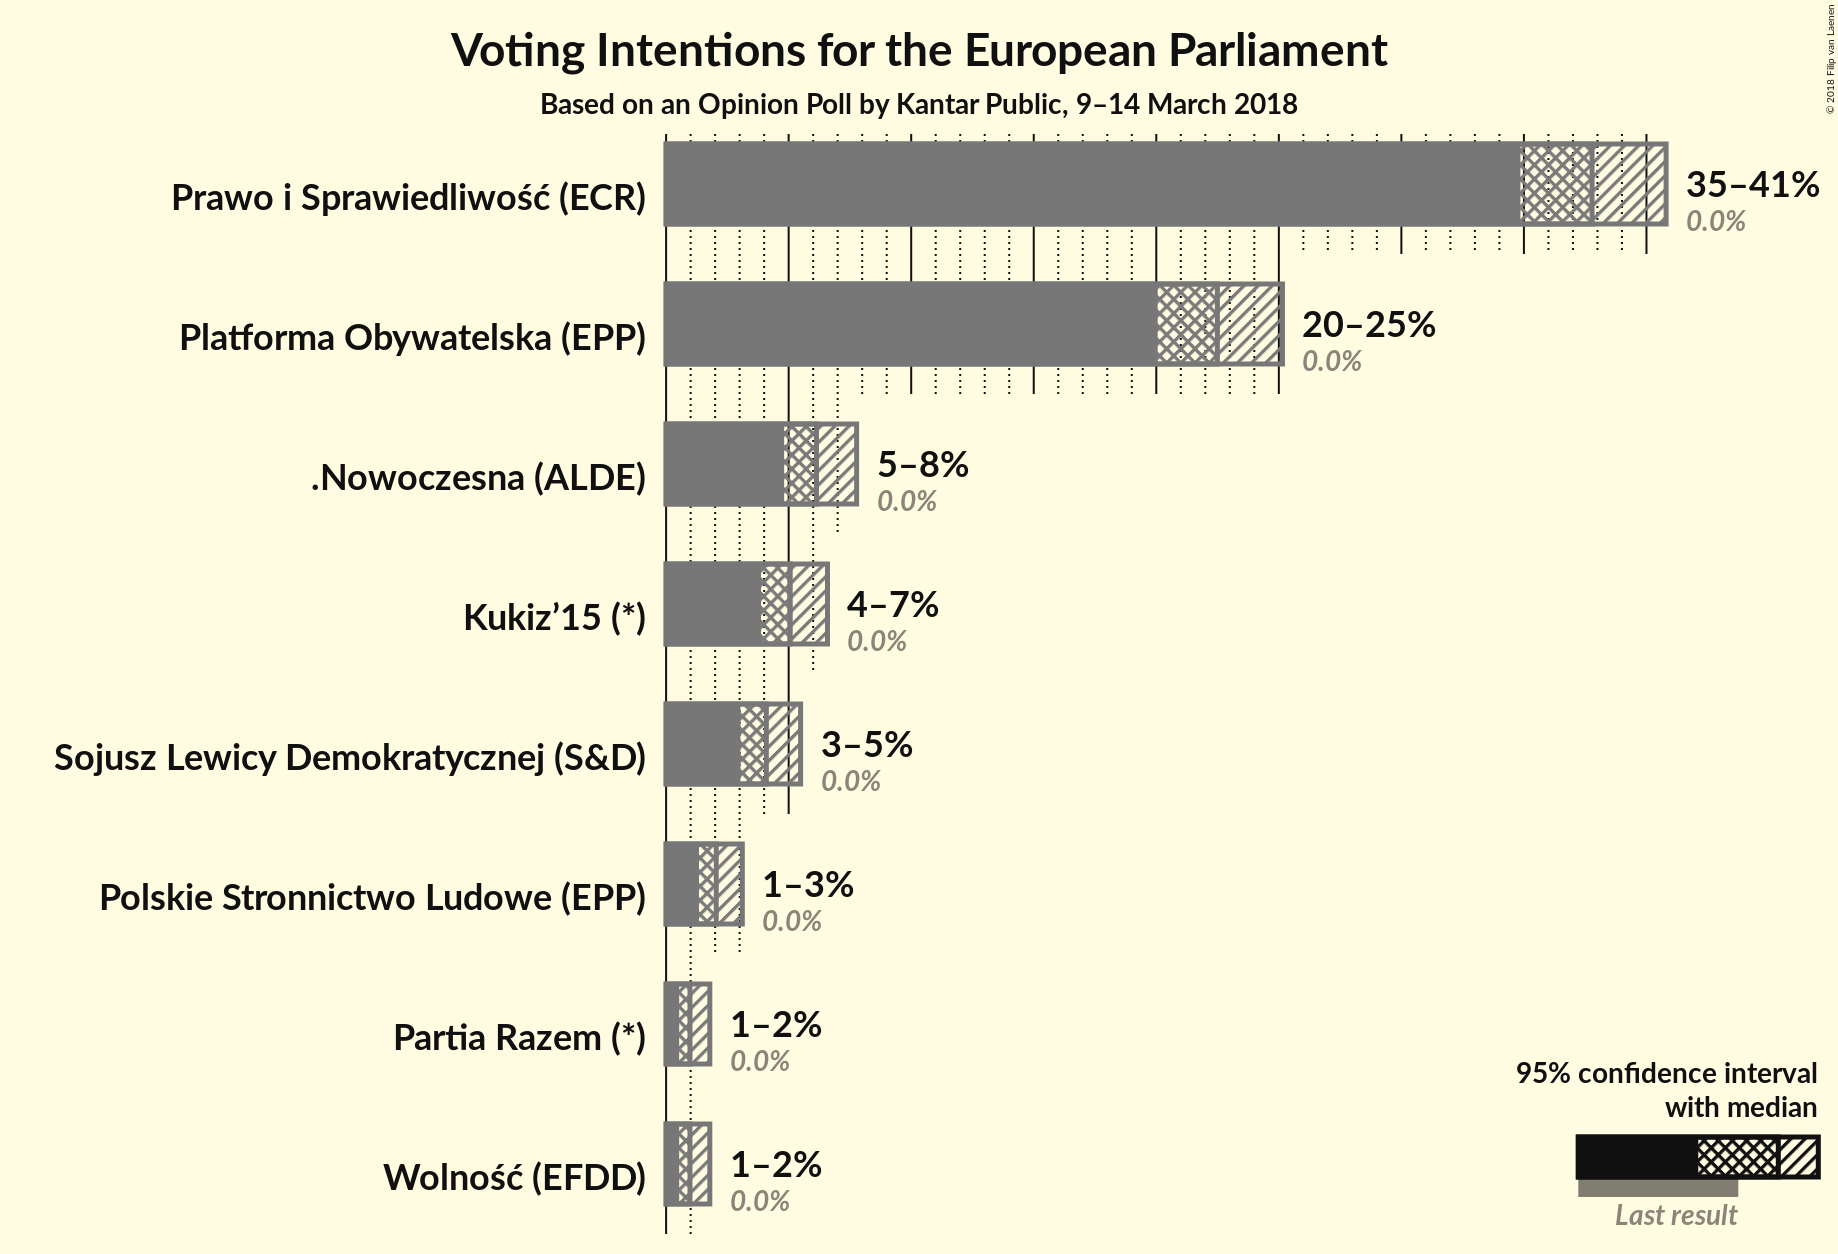 Voting Intentions for the European Parliament
Based on an Opinion Poll by Kantar Public, 9–14 March 2018
© 2018 Filip van Laenen
Prawo i Sprawiedliwość (ECR)
35–41%
0.0%
Platforma Obywatelska (EPP)
20–25%
0.0%
.Nowoczesna (ALDE)
5–8%
0.0%
Kukiz’15 (*)
4–7%
0.0%
Sojusz Lewicy Demokratycznej (S&D)
3–5%
0.0%
Polskie Stronnictwo Ludowe (EPP)
1–3%
0.0%
Partia Razem (*)
1–2%
0.0%
Wolność (EFDD)
1–2%
0.0%
95% confidence interval
with median
Last result